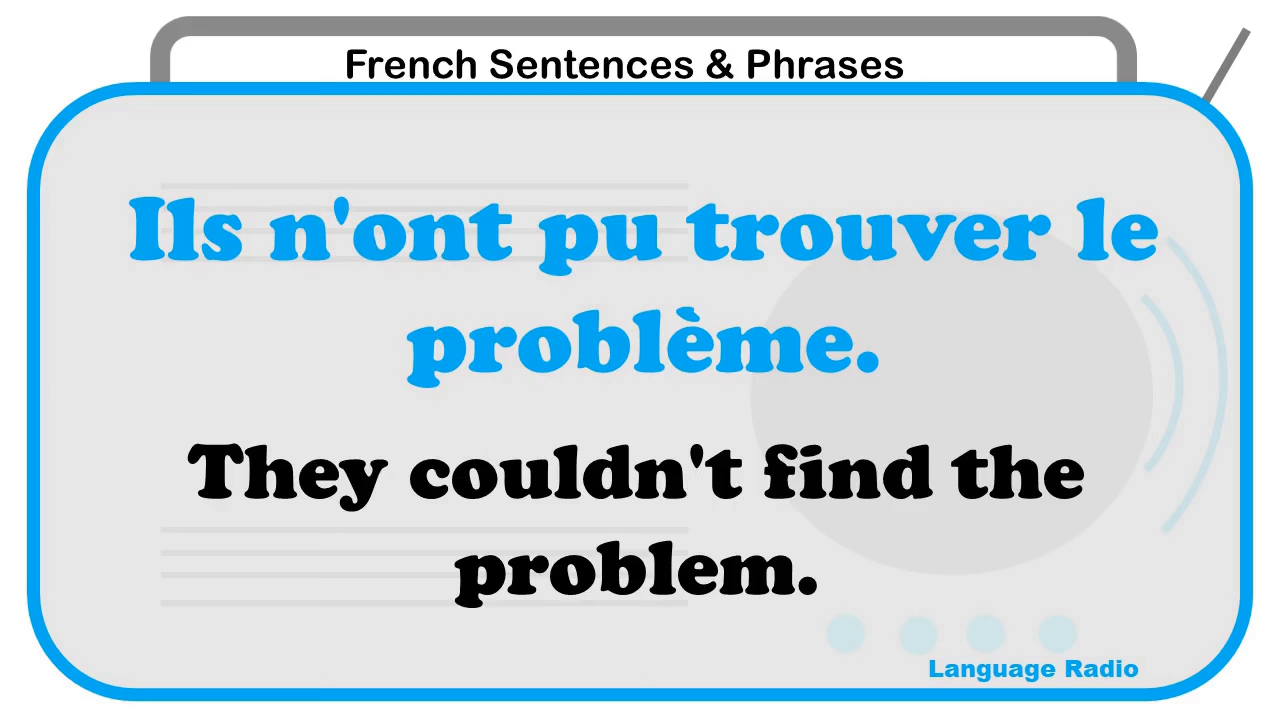 French Sentences & Phrases
Ils n'ont pu trouver le
problème.
They couldn't find the
problem.
Language Radio